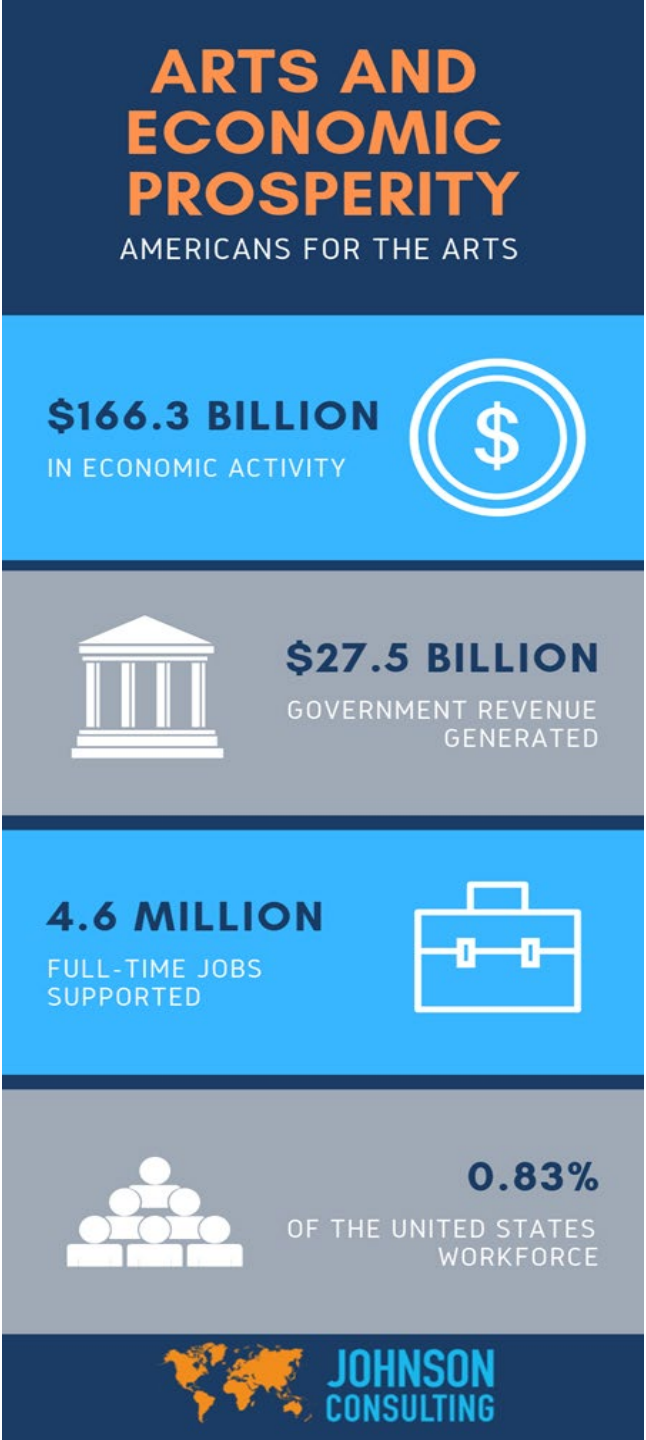 ARTS AND
ECONOMIC
PROSPERITY
AMERICANS FOR THE ARTS
$166.3 BILLION
IN ECONOMIC ACTIVITY
$
$27.5 BILLION
GOVERNMENT REVENUE
GENERATED
4.6 MILLION
FULL-TIME JOBS
SUPPORTED
0.83%
OF THE UNITED STATES
WORKFORCE
JOHNSON
CONSULTING